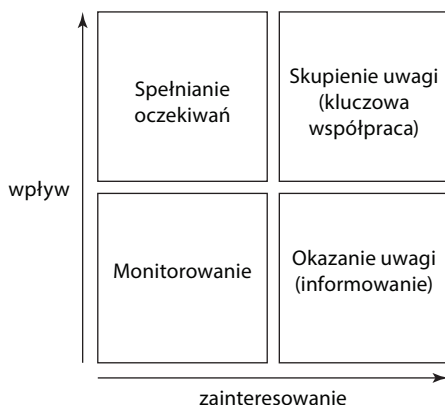 Spełnianie
oczekiwań
Skupienie uwagi
(kluczowa
współpraca)
wpływ
Monitorowanie
Okazanie uwagi
(informowanie)
zainteresowanie